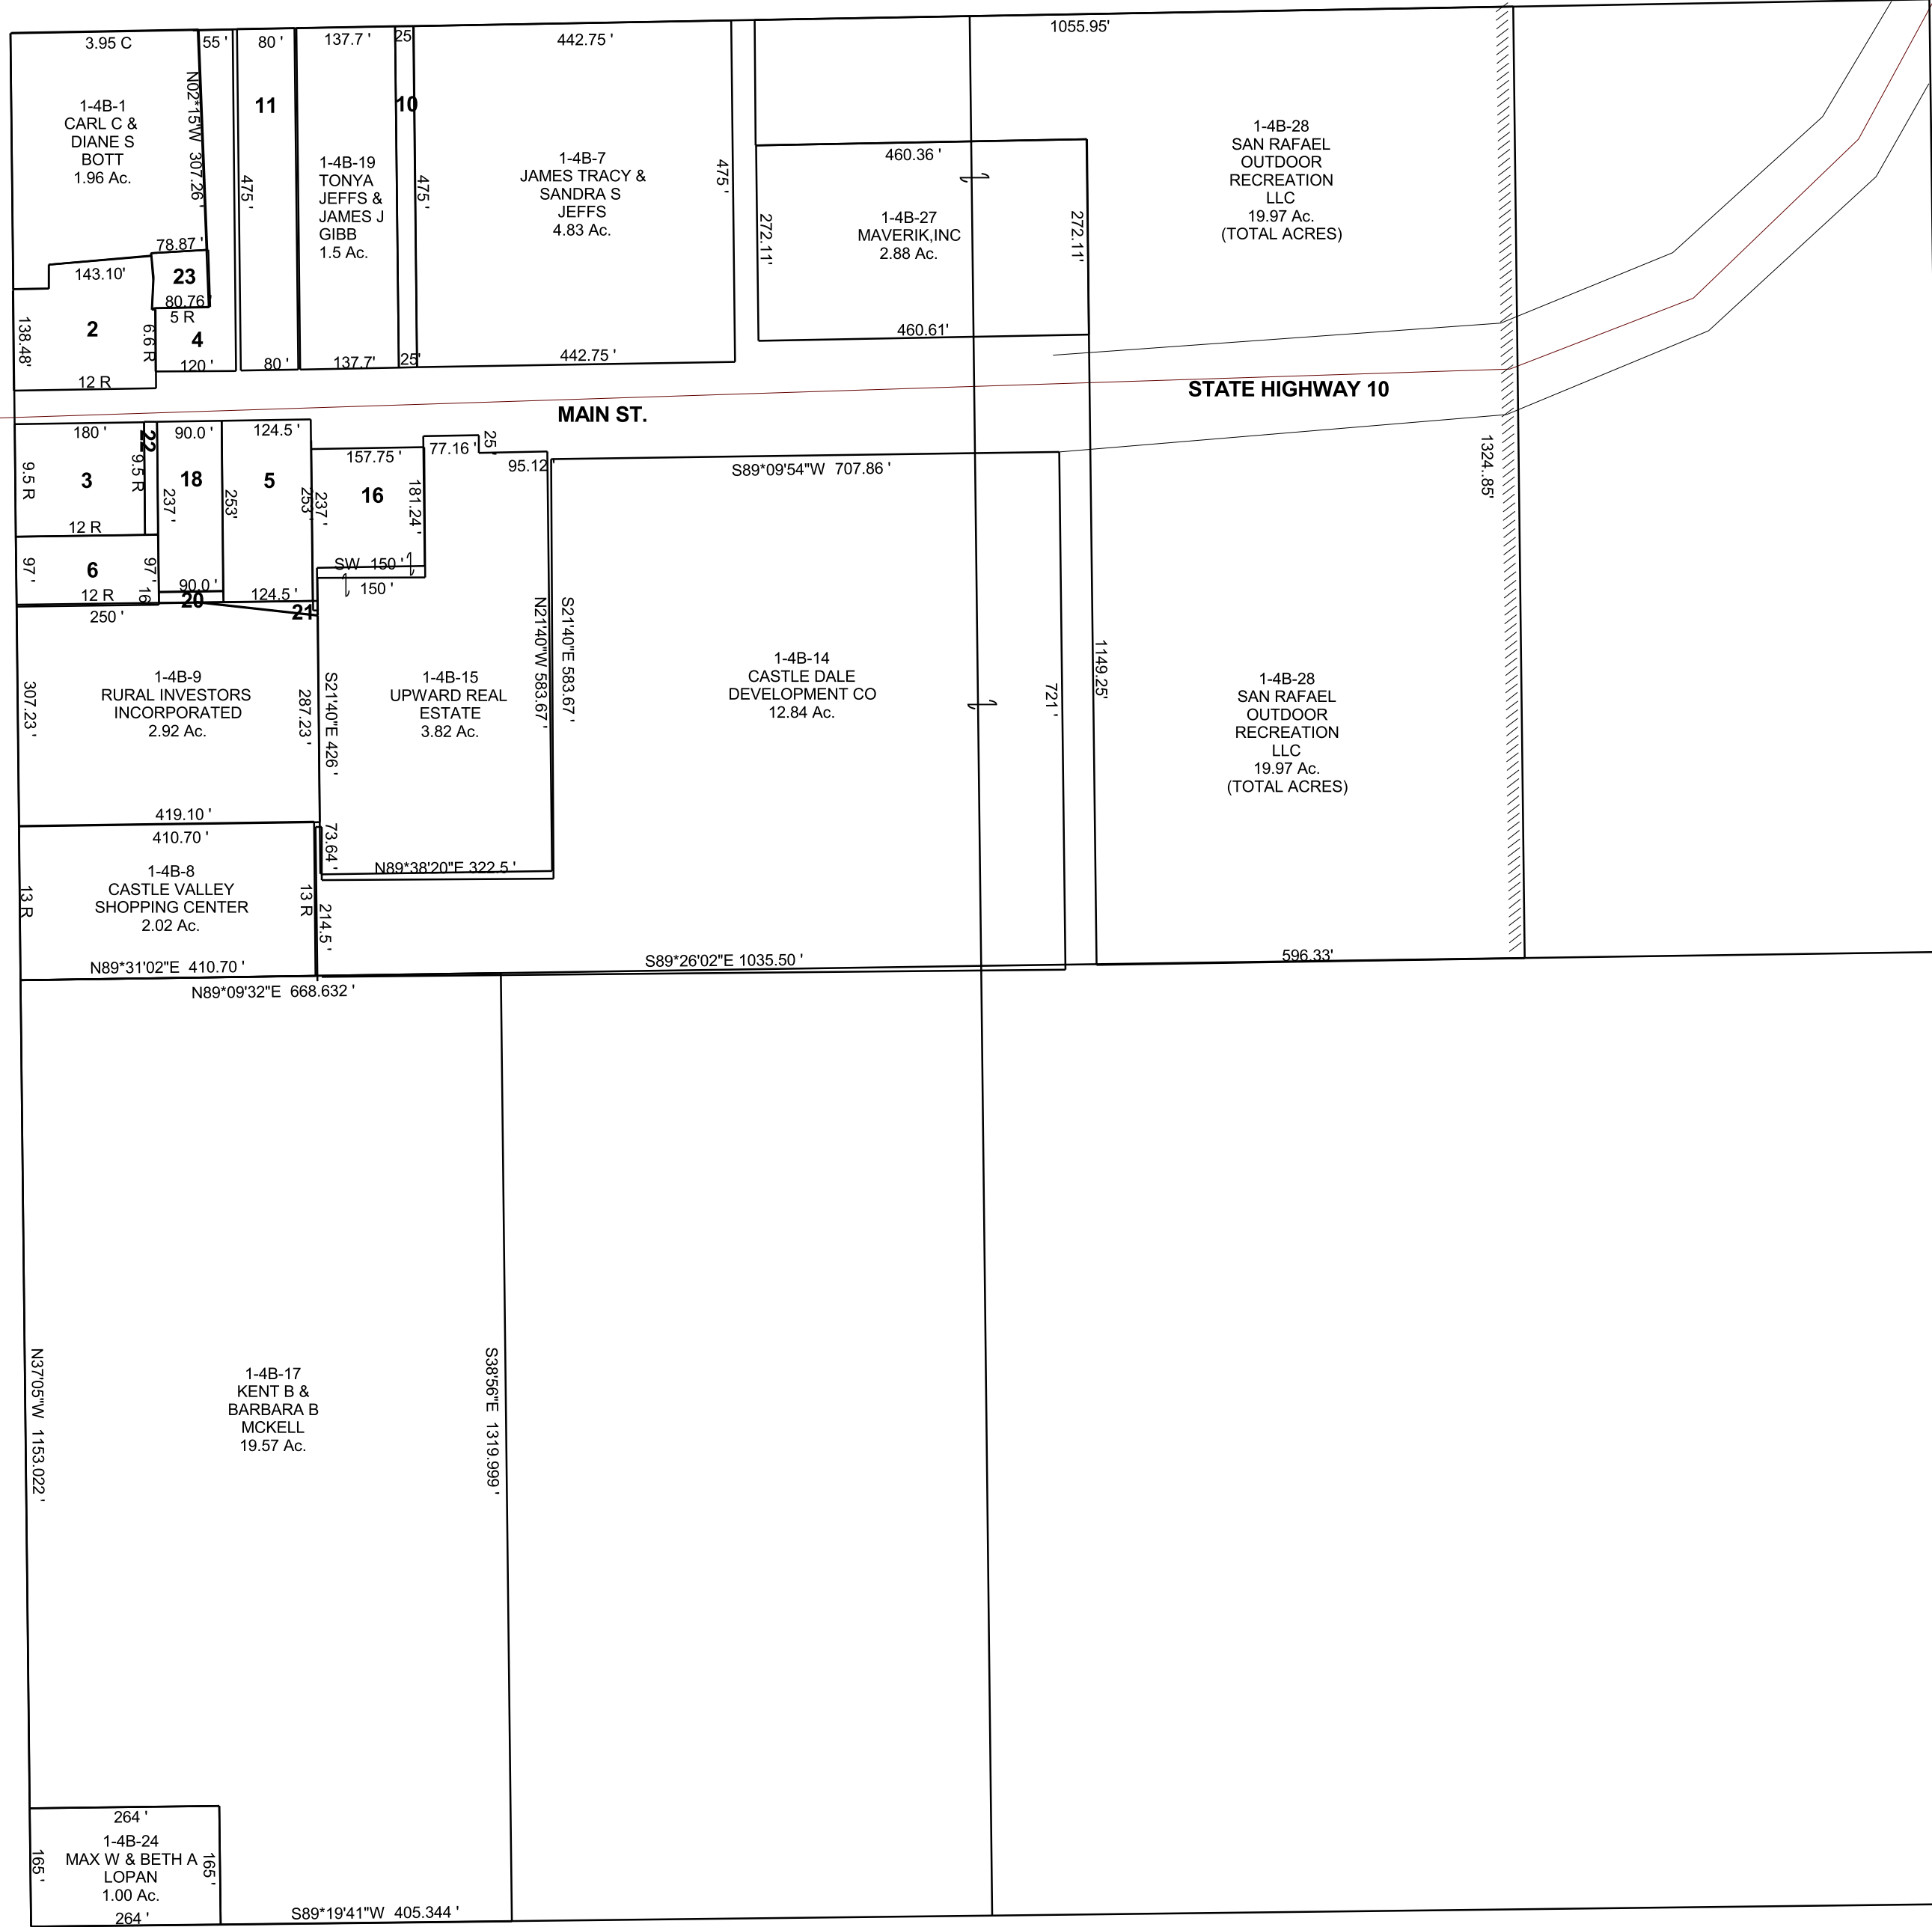 3.95 C
55 '
80 '
137.7 '
25'
442.75 '
1055.95'
N02*15'W 307.26 '
1-4B-1
CARL C &
DIANE S
BOTT
1.96 Ac.
11
10
475 '
475 '
475 '
1-4B-19
TONYA
JEFFS &
JAMES J
GIBB
1.5 Ac.
1-4B-7
JAMES TRACY &
SANDRA S
JEFFS
4.83 Ac.
460.36 '
272.11'
272.11'
1-4B-27
MAVERIK,INC
2.88 Ac.
460.61'
1-4B-28
SAN RAFAEL
OUTDOOR
RECREATION
LLC
19.97 Ac.
(TOTAL ACRES)
78.87 '
143.10'
23
80.76 '
5 R
138.48'
2
6.6 R
4
12 R
120 '
80 '
137.7'
25'
442.75 '
STATE HIGHWAY 10
MAIN ST.
180 '
22
90.0 '
124.5 '
157.75 '
77.16 '
25 '
95.12 '
S89*09'54"W 707.86 '
9.5 R
3
9.5 R
18
237 '
253'
5
253'
237 '
16
181.24 '
1324.85'
12 R
97 '
6
97 '
SW 150 '
150 '
90.0 '
12 R
16
20
124.5 '
21
250 '
N21'40"W 583.67 '
S21'40"E 583.67 '
307.23 '
1-4B-9
RURAL INVESTORS
INCORPORATED
2.92 Ac.
287.23 '
S21'40"E 426 '
1-4B-15
UPWARD REAL
ESTATE
3.82 Ac.
1-4B-14
CASTLE DALE
DEVELOPMENT CO
12.84 Ac.
721 '
1149.25'
1-4B-28
SAN RAFAEL
OUTDOOR
RECREATION
LLC
19.97 Ac.
(TOTAL ACRES)
419.10 '
410.70 '
73.64 '
N89*38'20"E 322.5 '
13 R
1-4B-8
CASTLE VALLEY
SHOPPING CENTER
2.02 Ac.
13 R
214.5 '
N89*31'02"E 410.70 '
S89*26'02"E 1035.50 '
596.33'
N89*09'32"E 668.632 '
N37'05"W 1153.022 '
1-4B-17
KENT B &
BARBARA B
MCKELL
19.57 Ac.
S38'56"E 1319.999 '
264 '
165 '
1-4B-24
MAX W & BETH A
LOPAN
1.00 Ac.
165 '
264 '
S89*19'41"W 405.344 '